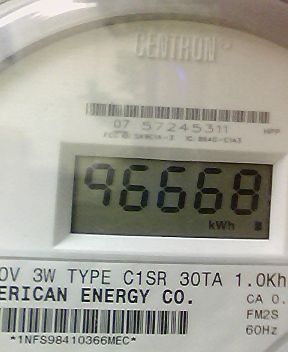 CENTRON
07 57245311 HPP
96668
kWh
0V 3W TYPE C1SR 30TA 1.0Kh
ERICAN ENERGY CO.
CA 0.
FM2S
60Hz
*1NFS98410366MEC*